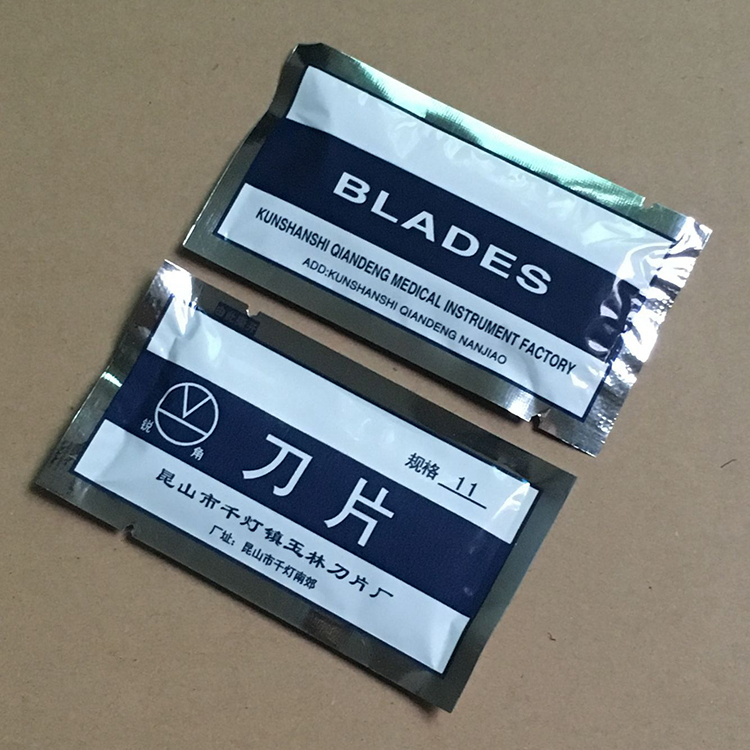 BLADES
KUNSHANSHI QIANDENG MEDICAL INSTRUMENT FACTORY
ADD:KUNSHANSHI QIANDENG NANJIAO
锐角
刀片
规格 11
昆山市千灯镇玉林刀片厂
厂址：昆山市千灯南郊